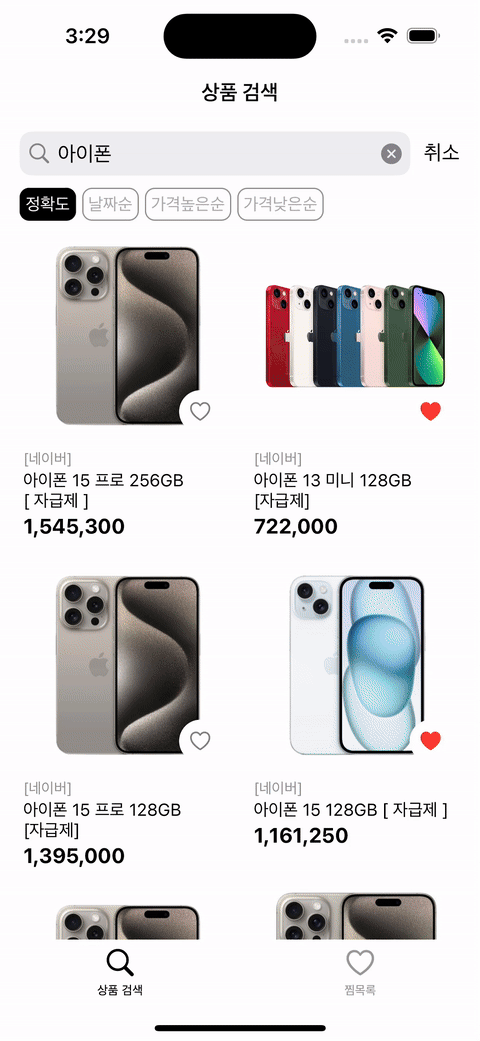 3:29
상품 검색
아이폰
취소
정확도 날짜순 가격높은순 가격낮은순
[네이버]
아이폰 15 프로 256GB
[ 자급제 ]
1,545,300
[네이버]
아이폰 13 미니 128GB
[자급제]
722,000
[네이버]
아이폰 15 프로 128GB
[자급제]
1,395,000
[네이버]
아이폰 15 128GB [ 자급제 ]
1,161,250
상품 검색
찜목록